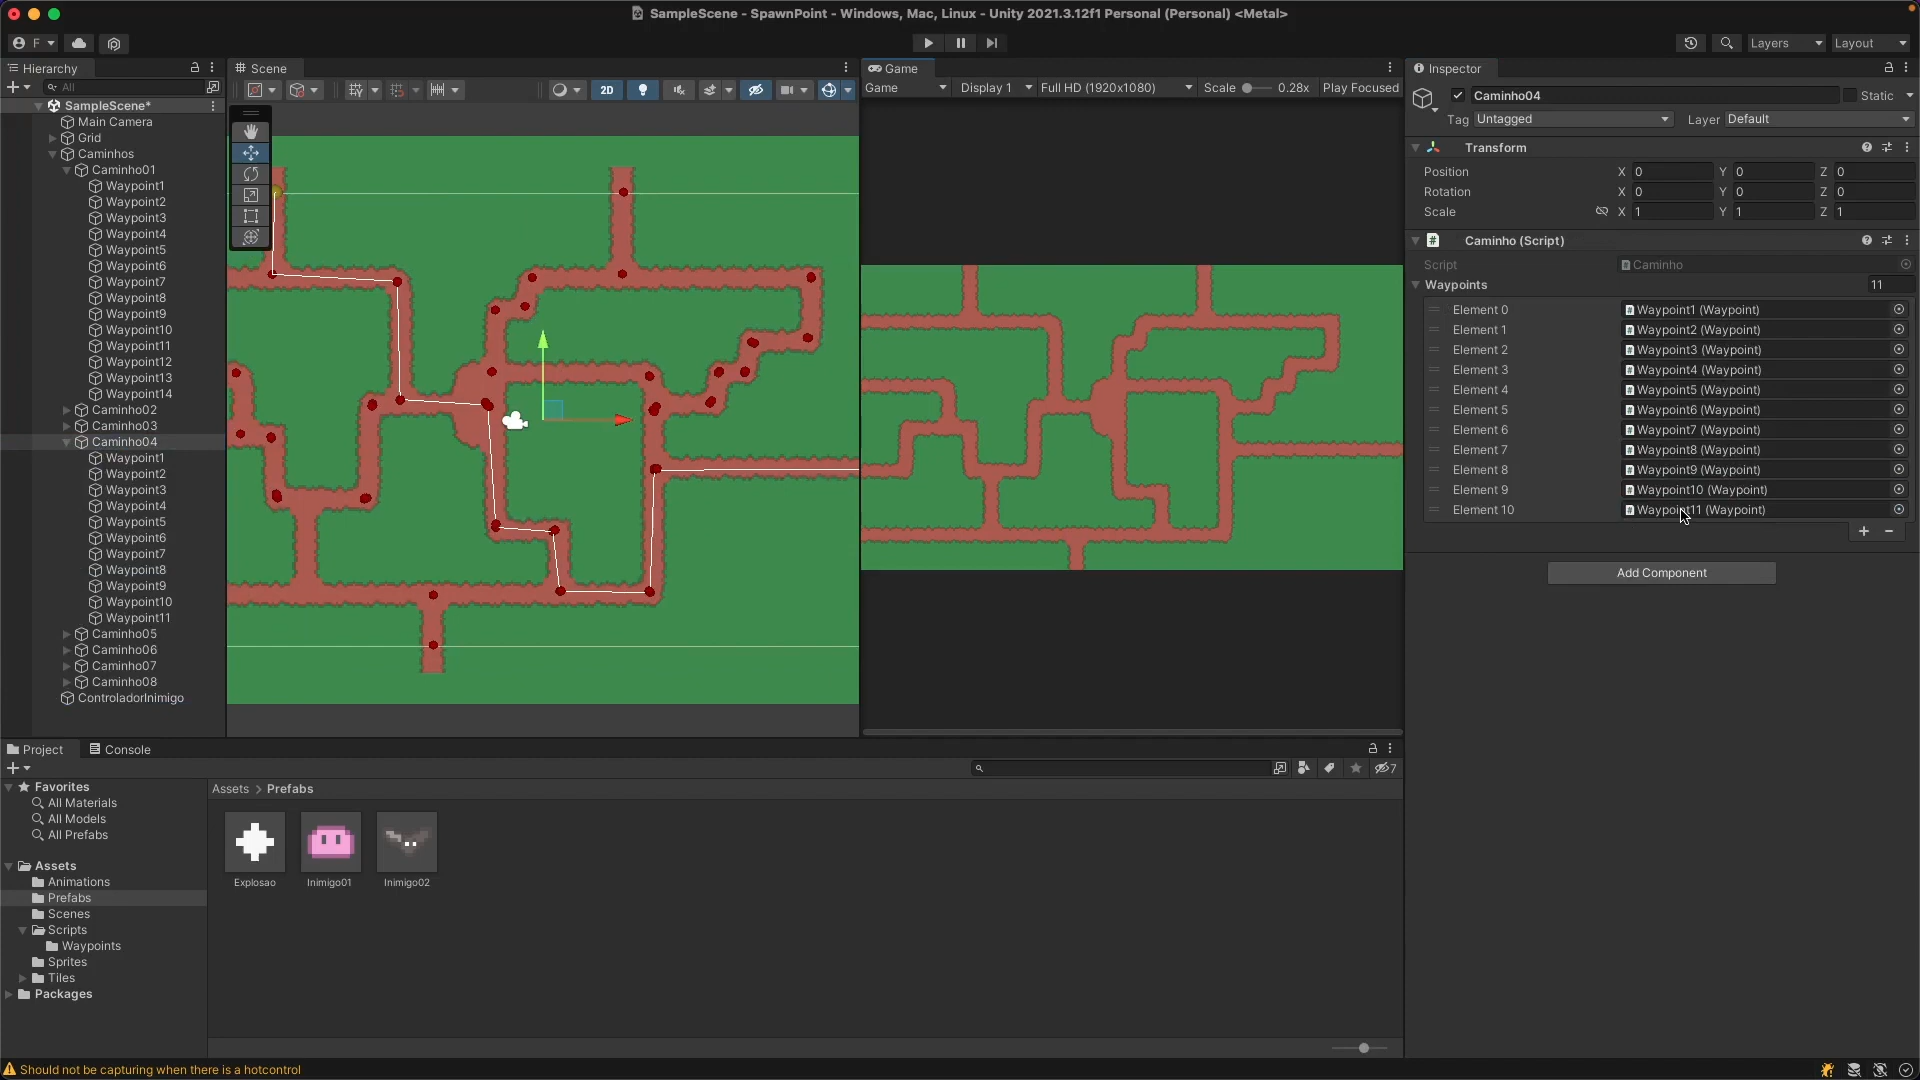 SampleScene - SpawnPoint - Windows, Mac, Linux - Unity 2021.3.12f1 Personal (Personal) <Metal>
F
Layers
Layout
Hierarchy
All
SampleScene*
Main Camera
Grid
Caminhos
Caminho01
Waypoint1
Waypoint2
Waypoint3
Waypoint4
Waypoint5
Waypoint6
Waypoint7
Waypoint8
Waypoint9
Waypoint10
Waypoint11
Waypoint12
Waypoint13
Waypoint14
Caminho02
Caminho03
Caminho04
Waypoint1
Waypoint2
Waypoint3
Waypoint4
Waypoint5
Waypoint6
Waypoint7
Waypoint8
Waypoint9
Waypoint10
Waypoint11
Caminho05
Caminho06
Caminho07
Caminho08
ControladorInimigo
Scene
2D
Game
Game Display 1 Full HD (1920x1080) Scale 0.28x Play Focused
Inspector
Caminho04 Static
Tag Untagged Layer Default
Transform
Position X 0 Y 0 Z 0
Rotation X 0 Y 0 Z 0
Scale X 1 Y 1 Z 1
Caminho (Script)
Script Caminho
Waypoints 11
Element 0 Waypoint1 (Waypoint)
Element 1 Waypoint2 (Waypoint)
Element 2 Waypoint3 (Waypoint)
Element 3 Waypoint4 (Waypoint)
Element 4 Waypoint5 (Waypoint)
Element 5 Waypoint6 (Waypoint)
Element 6 Waypoint7 (Waypoint)
Element 7 Waypoint8 (Waypoint)
Element 8 Waypoint9 (Waypoint)
Element 9 Waypoint10 (Waypoint)
Element 10 Waypoint11 (Waypoint)
Add Component
Project Console
7
Favorites
All Materials
All Models
All Prefabs
Assets
Animations
Prefabs
Scenes
Scripts
Waypoints
Sprites
Tiles
Packages
Assets > Prefabs
Explosao
Inimigo01
Inimigo02
Should not be capturing when there is a hotcontrol